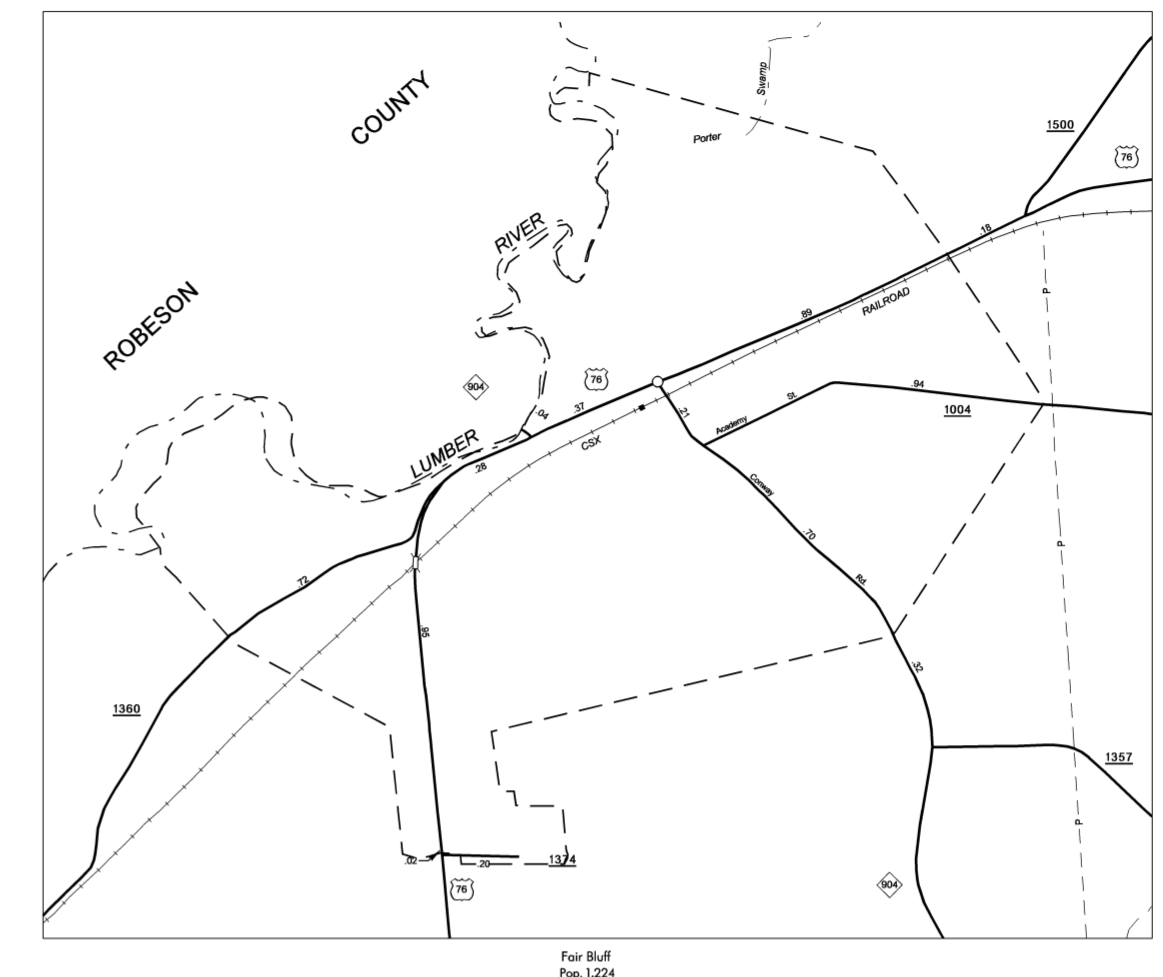 COUNTY
Swamp
Porter
1500
76
RIVER
.18
ROBESON
.89
RAILROAD
904
76
.37
.04
.21
St.
.94
1004
Academy
CSX
LUMBER
.28
Conway
.70
Rd.
.72
.95
.32
1360
1357
.02
.20
1374
76
904
P
P
P
Fair Bluff
Pop. 1,224